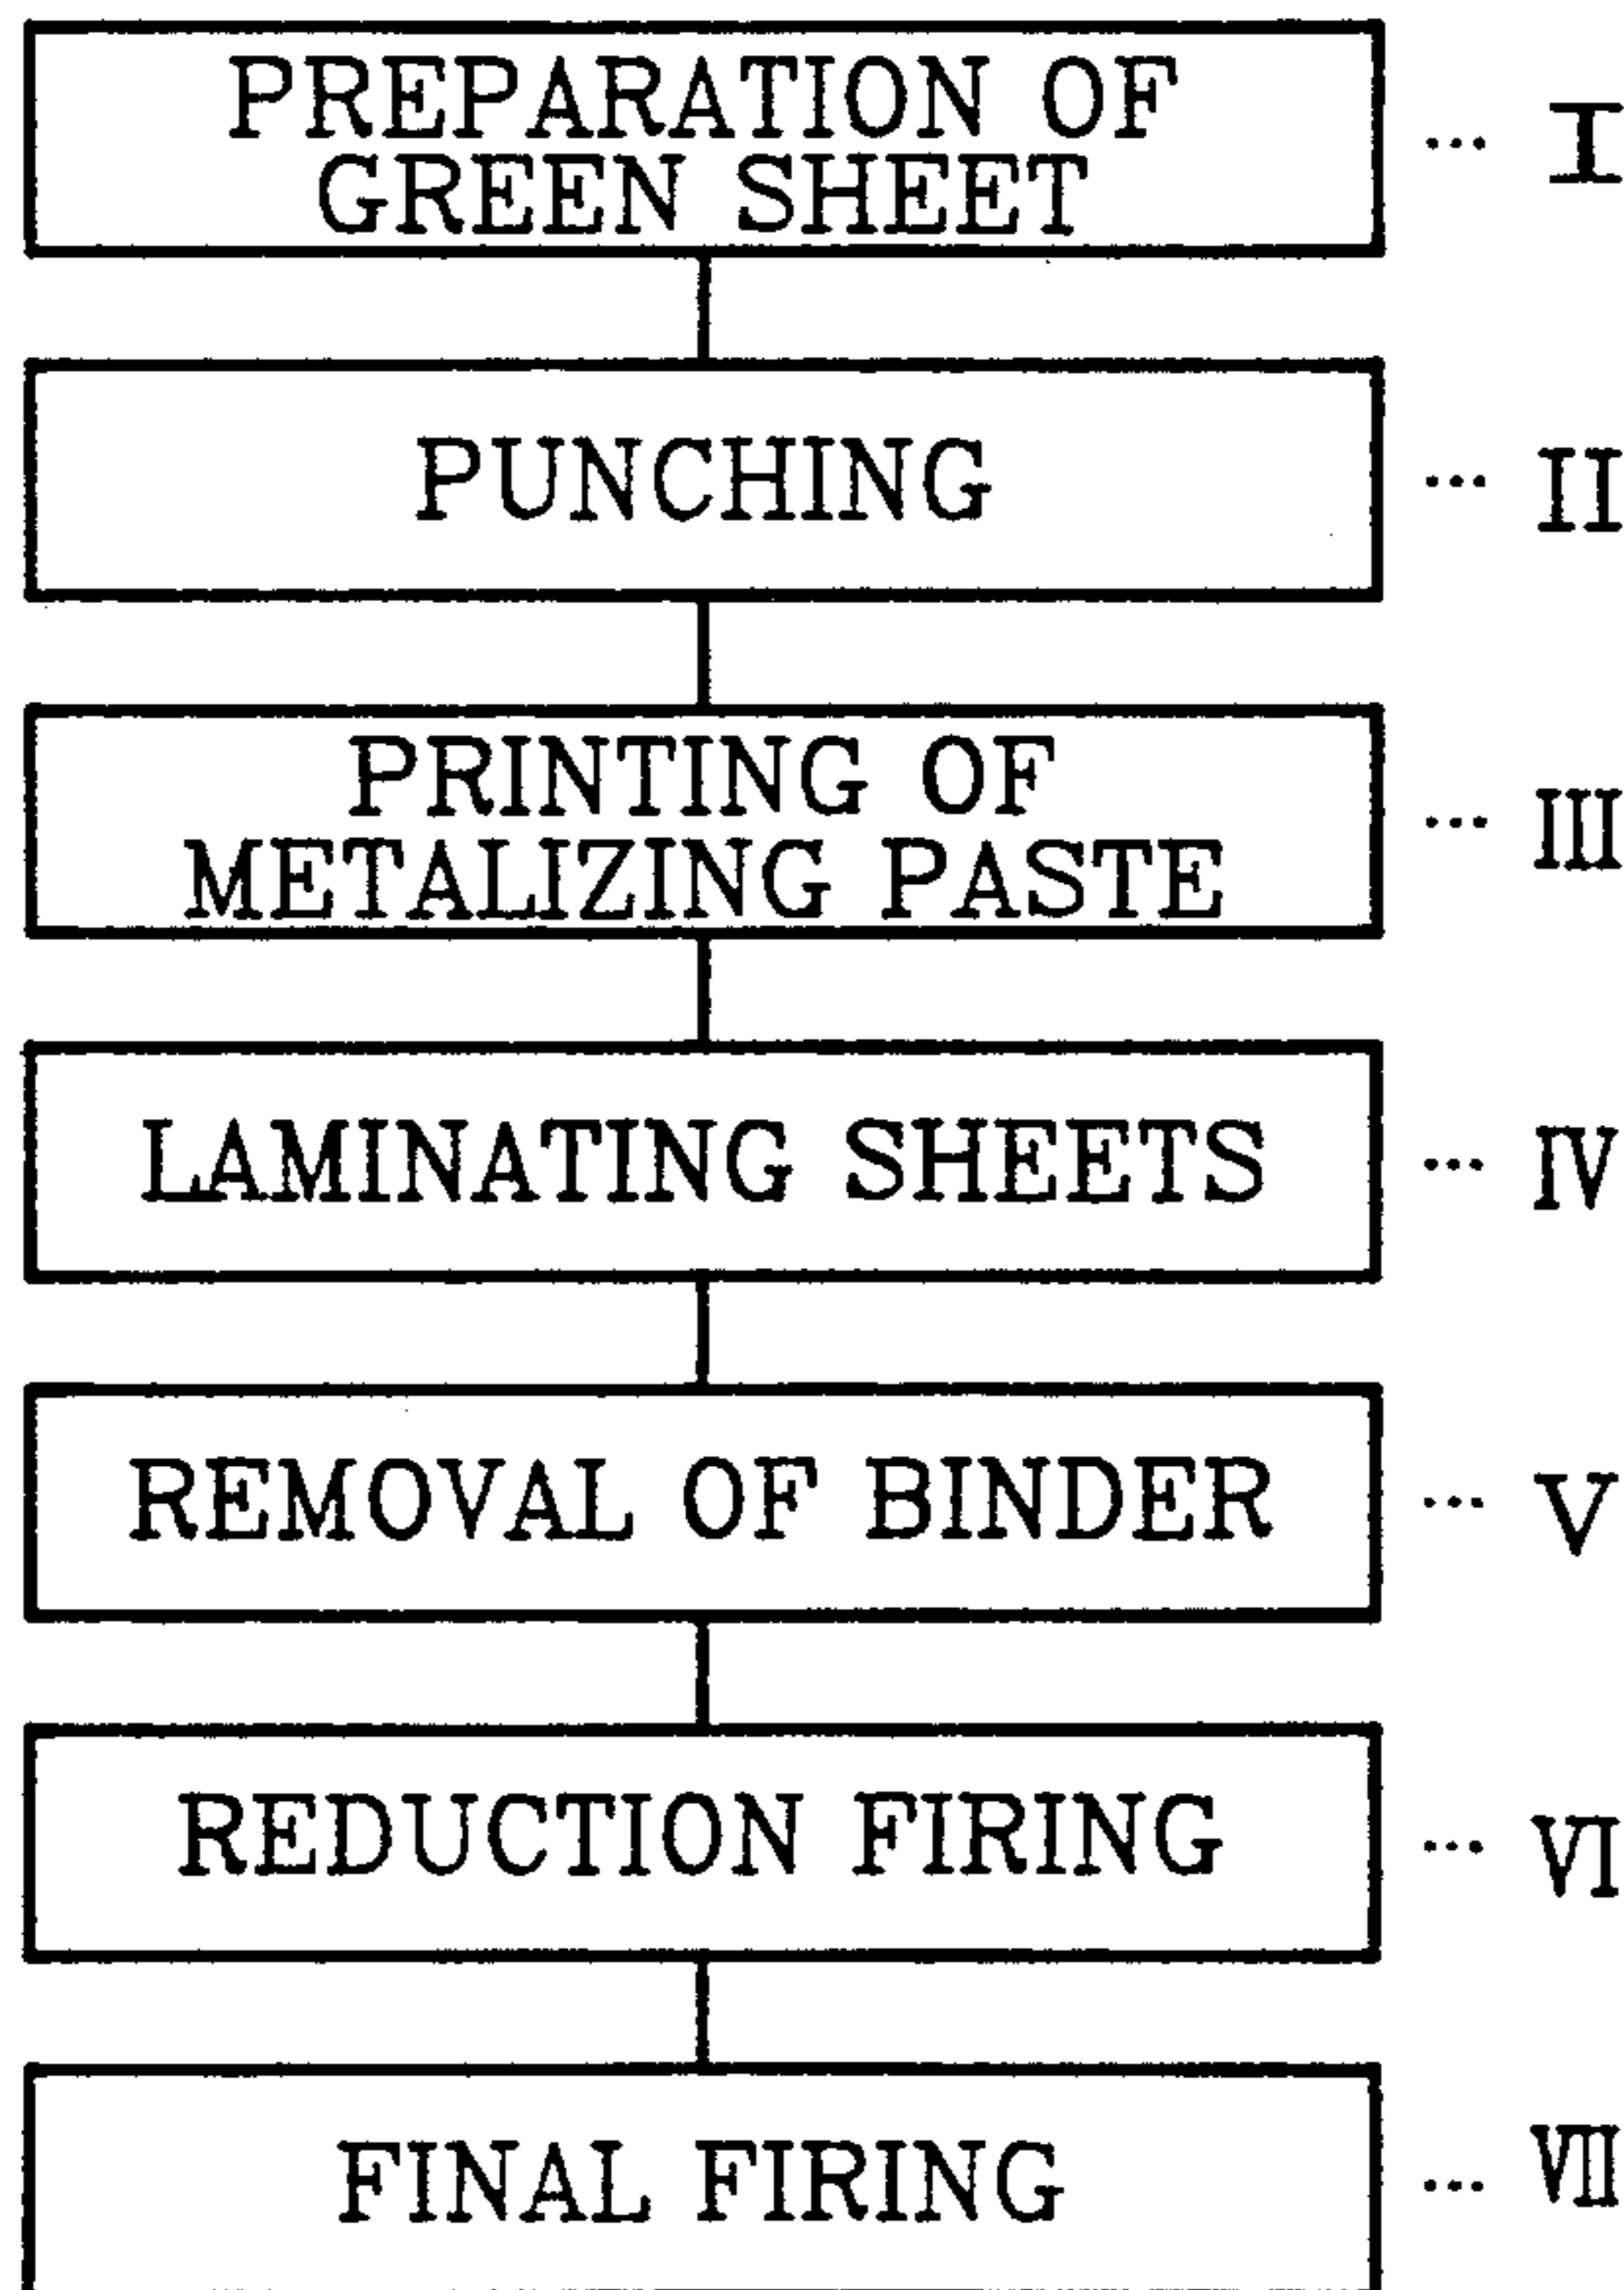 PREPARATION OF
GREEN SHEET
··· I
PUNCHING
··· II
PRINTING OF
METALIZING PASTE
··· III
LAMINATING SHEETS
··· IV
REMOVAL OF BINDER
··· V
REDUCTION FIRING
··· VI
FINAL FIRING
··· VII